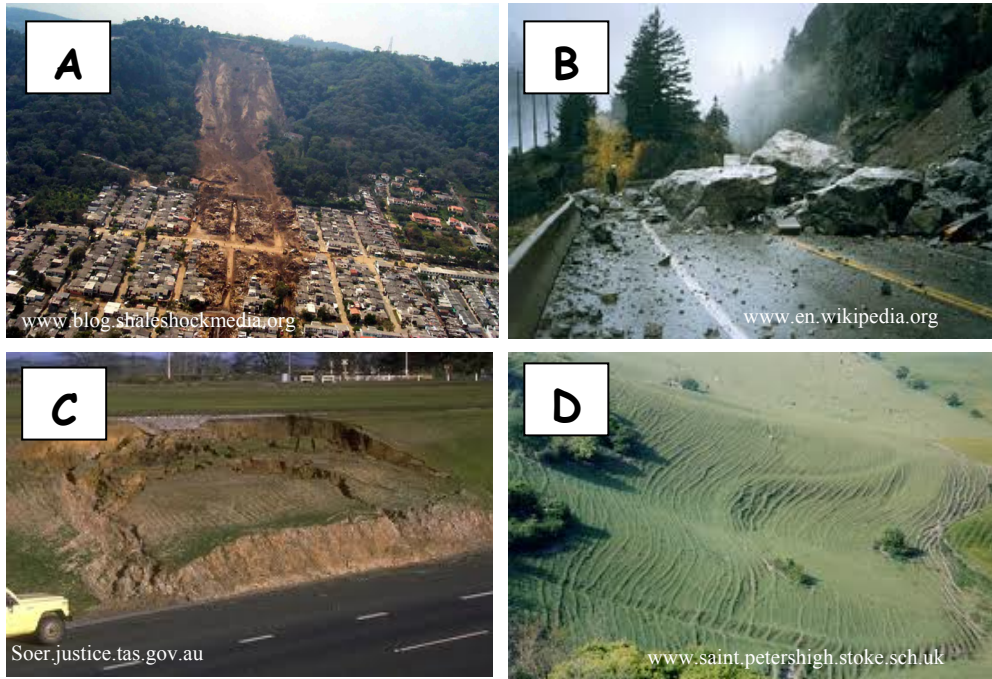 A
B
www.blog.shaleshockmedia.org
www.en.wikipedia.org
C
D
Soer.justice.tas.gov.au
www.saint.petershigh.stoke.sch.uk